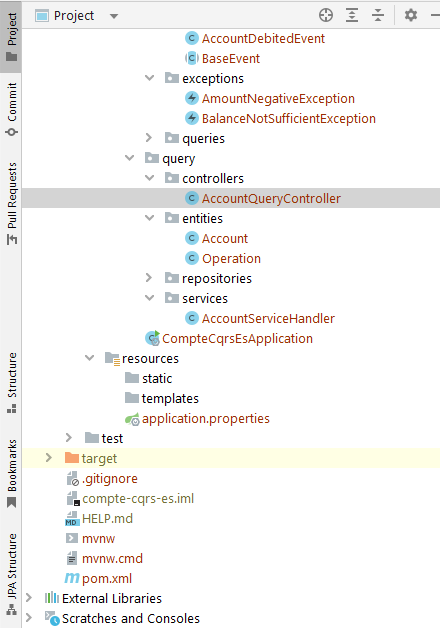 Project
AccountDebitedEvent
BaseEvent
exceptions
AmountNegativeException
BalanceNotSufficientException
queries
query
controllers
AccountQueryController
entities
Account
Operation
repositories
services
AccountServiceHandler
CompteCqrsEsApplication
resources
static
templates
application.properties
test
target
.gitignore
compte-cqrs-es.iml
MD HELP.md
mvnw
mvnw.cmd
m pom.xml
External Libraries
Scratches and Consoles
Project
Commit
Pull Requests
Structure
Bookmarks
JPA Structure